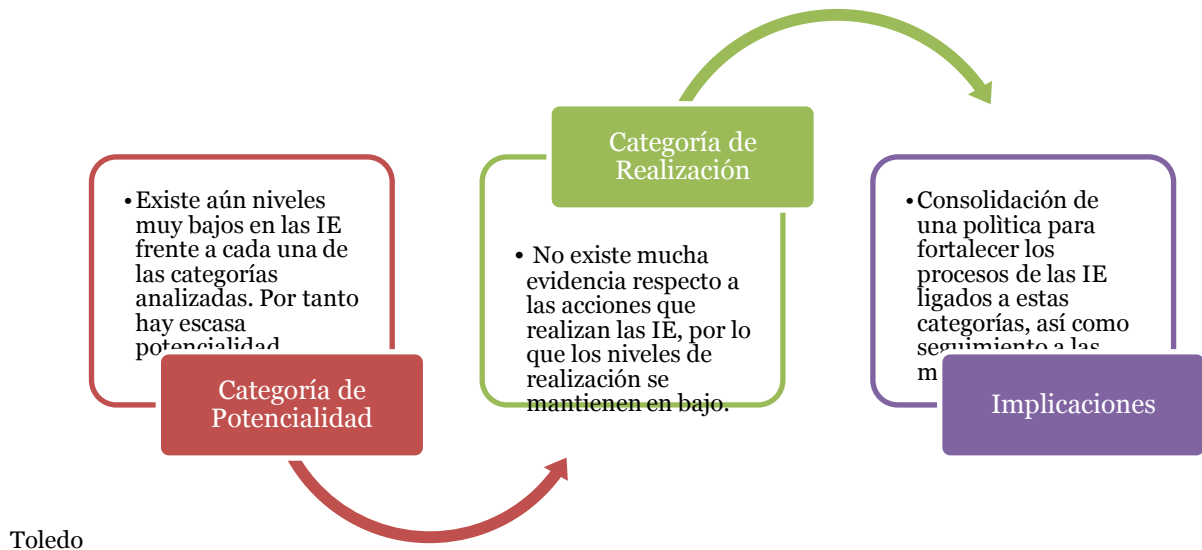 •Existe aún niveles
muy bajos en las IE
frente a cada una de
las categorías
analizadas. Por tanto
hay escasa
potencialidad
Categoría de
Potencialidad
Categoría de
Realización
• No existe mucha
evidencia respecto a
las acciones que
realizan las IE, por lo
que los niveles de
realización se
mantienen en bajo.
•Consolidación de
una polìtica para
fortalecer los
procesos de las IE
ligados a estas
categorías, así como
seguimiento a las
Implicaciones
Toledo